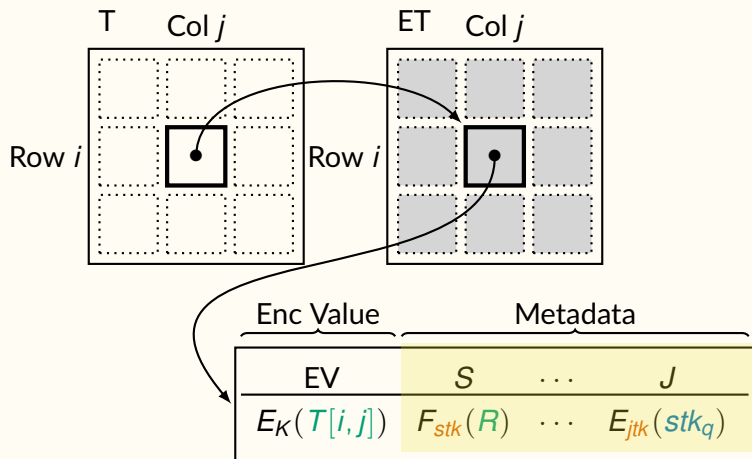 T Col j ET Col j
Row i Row i
Enc Value Metadata
EV S ··· J
E_K(T[i, j]) F_stk(R) ··· E_jtk(stk_q)